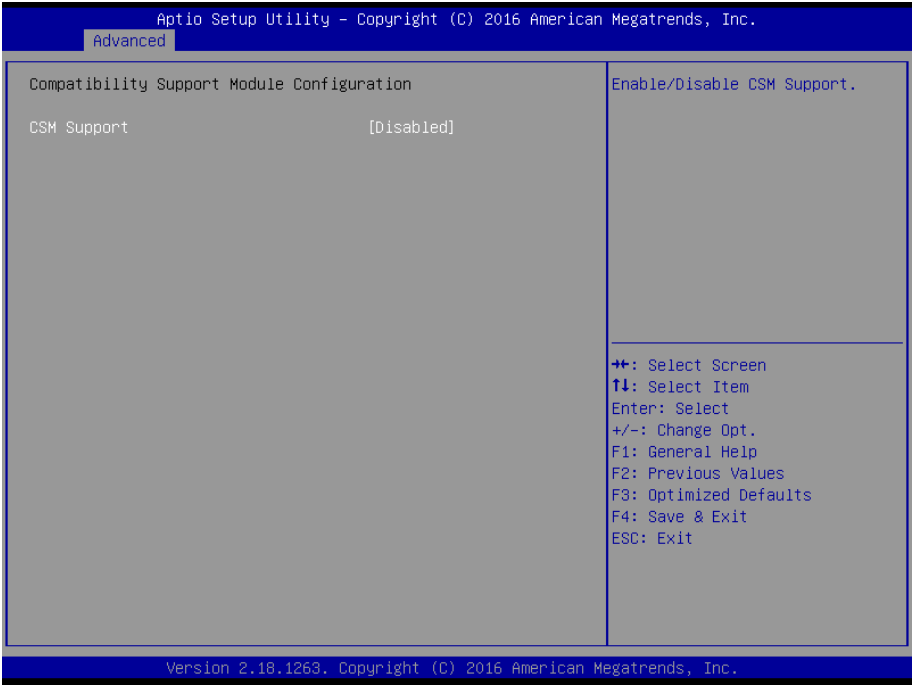 Aptio Setup Utility – Copyright (C) 2016 American Megatrends, Inc.
Advanced
Compatibility Support Module Configuration
CSM Support [Disabled]
Enable/Disable CSM Support.
→←: Select Screen
↑↓: Select Item
Enter: Select
+/-: Change Opt.
F1: General Help
F2: Previous Values
F3: Optimized Defaults
F4: Save & Exit
ESC: Exit
Version 2.18.1263. Copyright (C) 2016 American Megatrends, Inc.